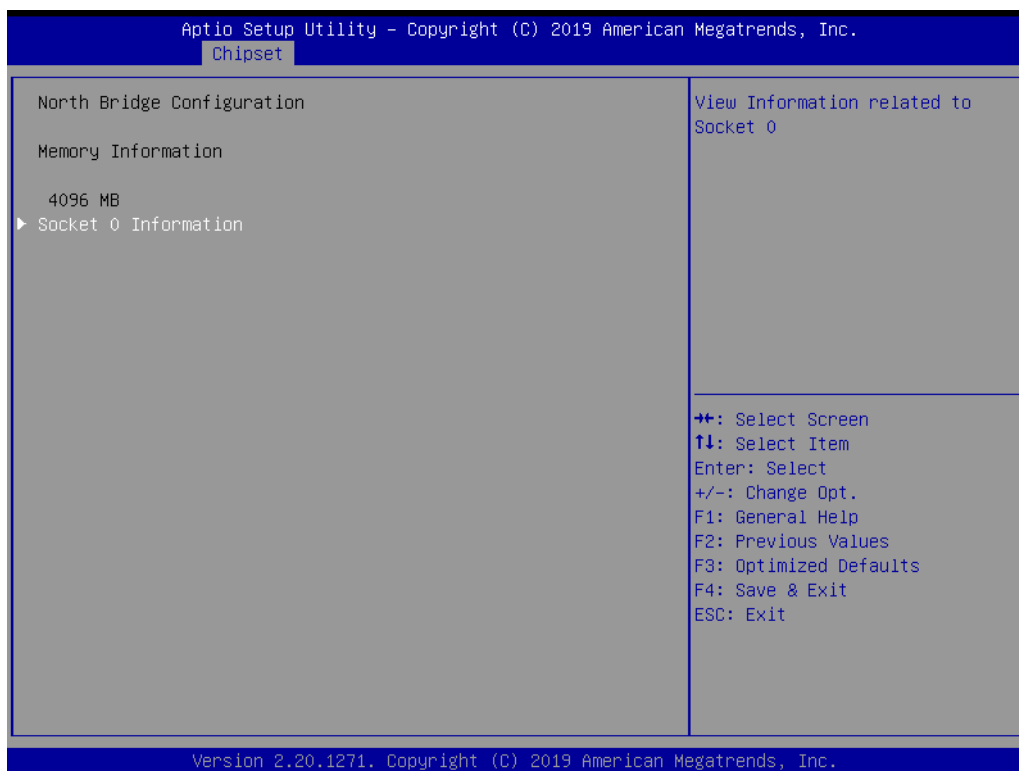 Aptio Setup Utility – Copyright (C) 2019 American Megatrends, Inc.
Chipset
North Bridge Configuration
Memory Information
4096 MB
► Socket 0 Information
View Information related to
Socket 0
→←: Select Screen
↑↓: Select Item
Enter: Select
+/-: Change Opt.
F1: General Help
F2: Previous Values
F3: Optimized Defaults
F4: Save & Exit
ESC: Exit
Version 2.20.1271. Copyright (C) 2019 American Megatrends, Inc.